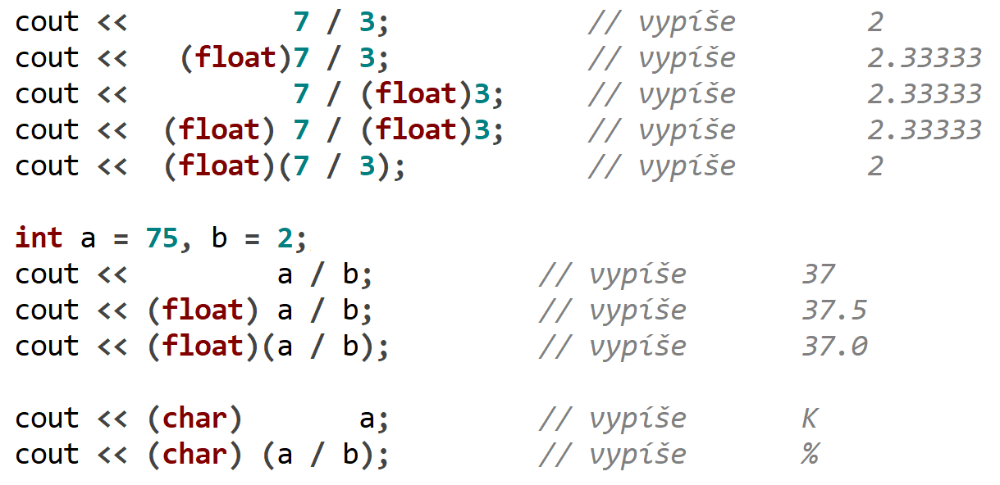 cout <<          7 / 3;            // vypíše        2
cout <<   (float)7 / 3;            // vypíše        2.33333
cout <<          7 / (float)3;     // vypíše        2.33333
cout <<  (float) 7 / (float)3;     // vypíše        2.33333
cout <<  (float)(7 / 3);           // vypíše        2
int a = 75, b = 2;
cout <<         a / b;          // vypíše       37
cout << (float) a / b;          // vypíše       37.5
cout << (float)(a / b);         // vypíše       37.0
cout << (char)       a;         // vypíše       K
cout << (char) (a / b);         // vypíše       %